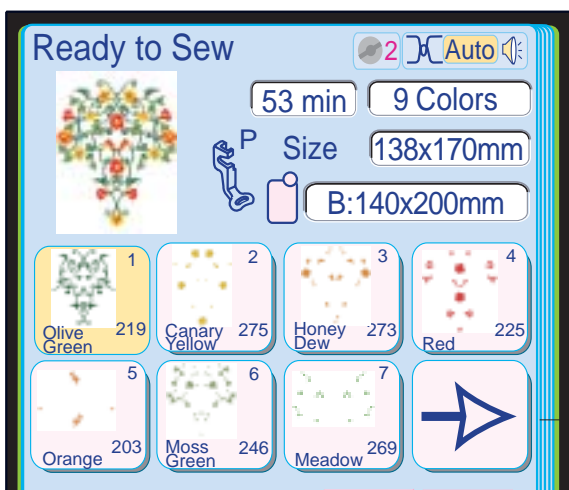 Ready to Sew
2
Auto
53 min
9 Colors
P
Size
138x170mm
B:140x200mm
1
Olive
Green
219
2
Canary
Yellow
275
3
Honey
Dew
273
4
Red
225
5
Orange
203
6
Moss
Green
246
7
Meadow
269